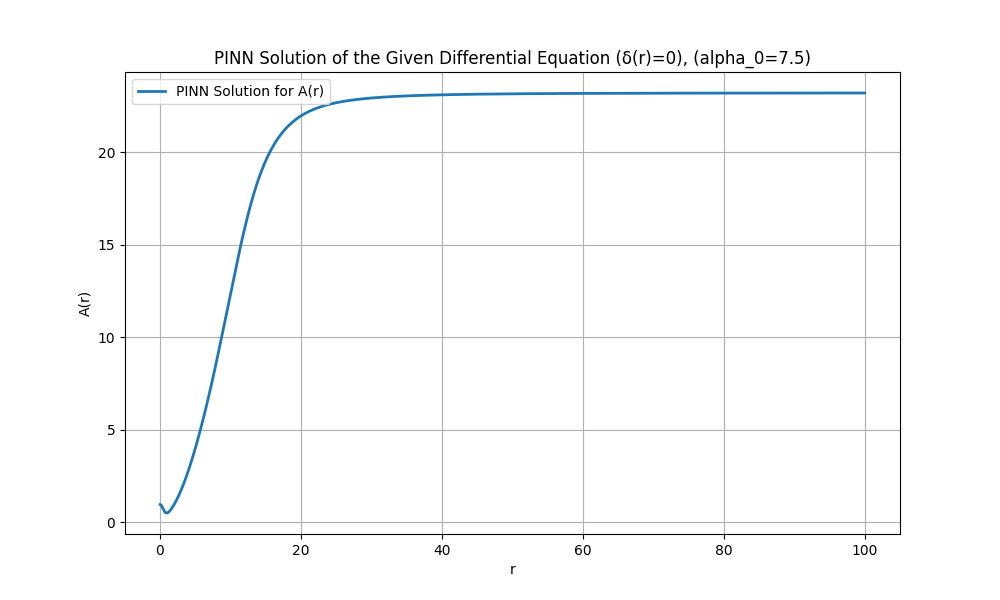 PINN Solution of the Given Differential Equation (δ(r)=0), (alpha_0=7.5)
PINN Solution for A(r)
20
15
10
5
0
A(r)
0 20 40 60 80 100
r